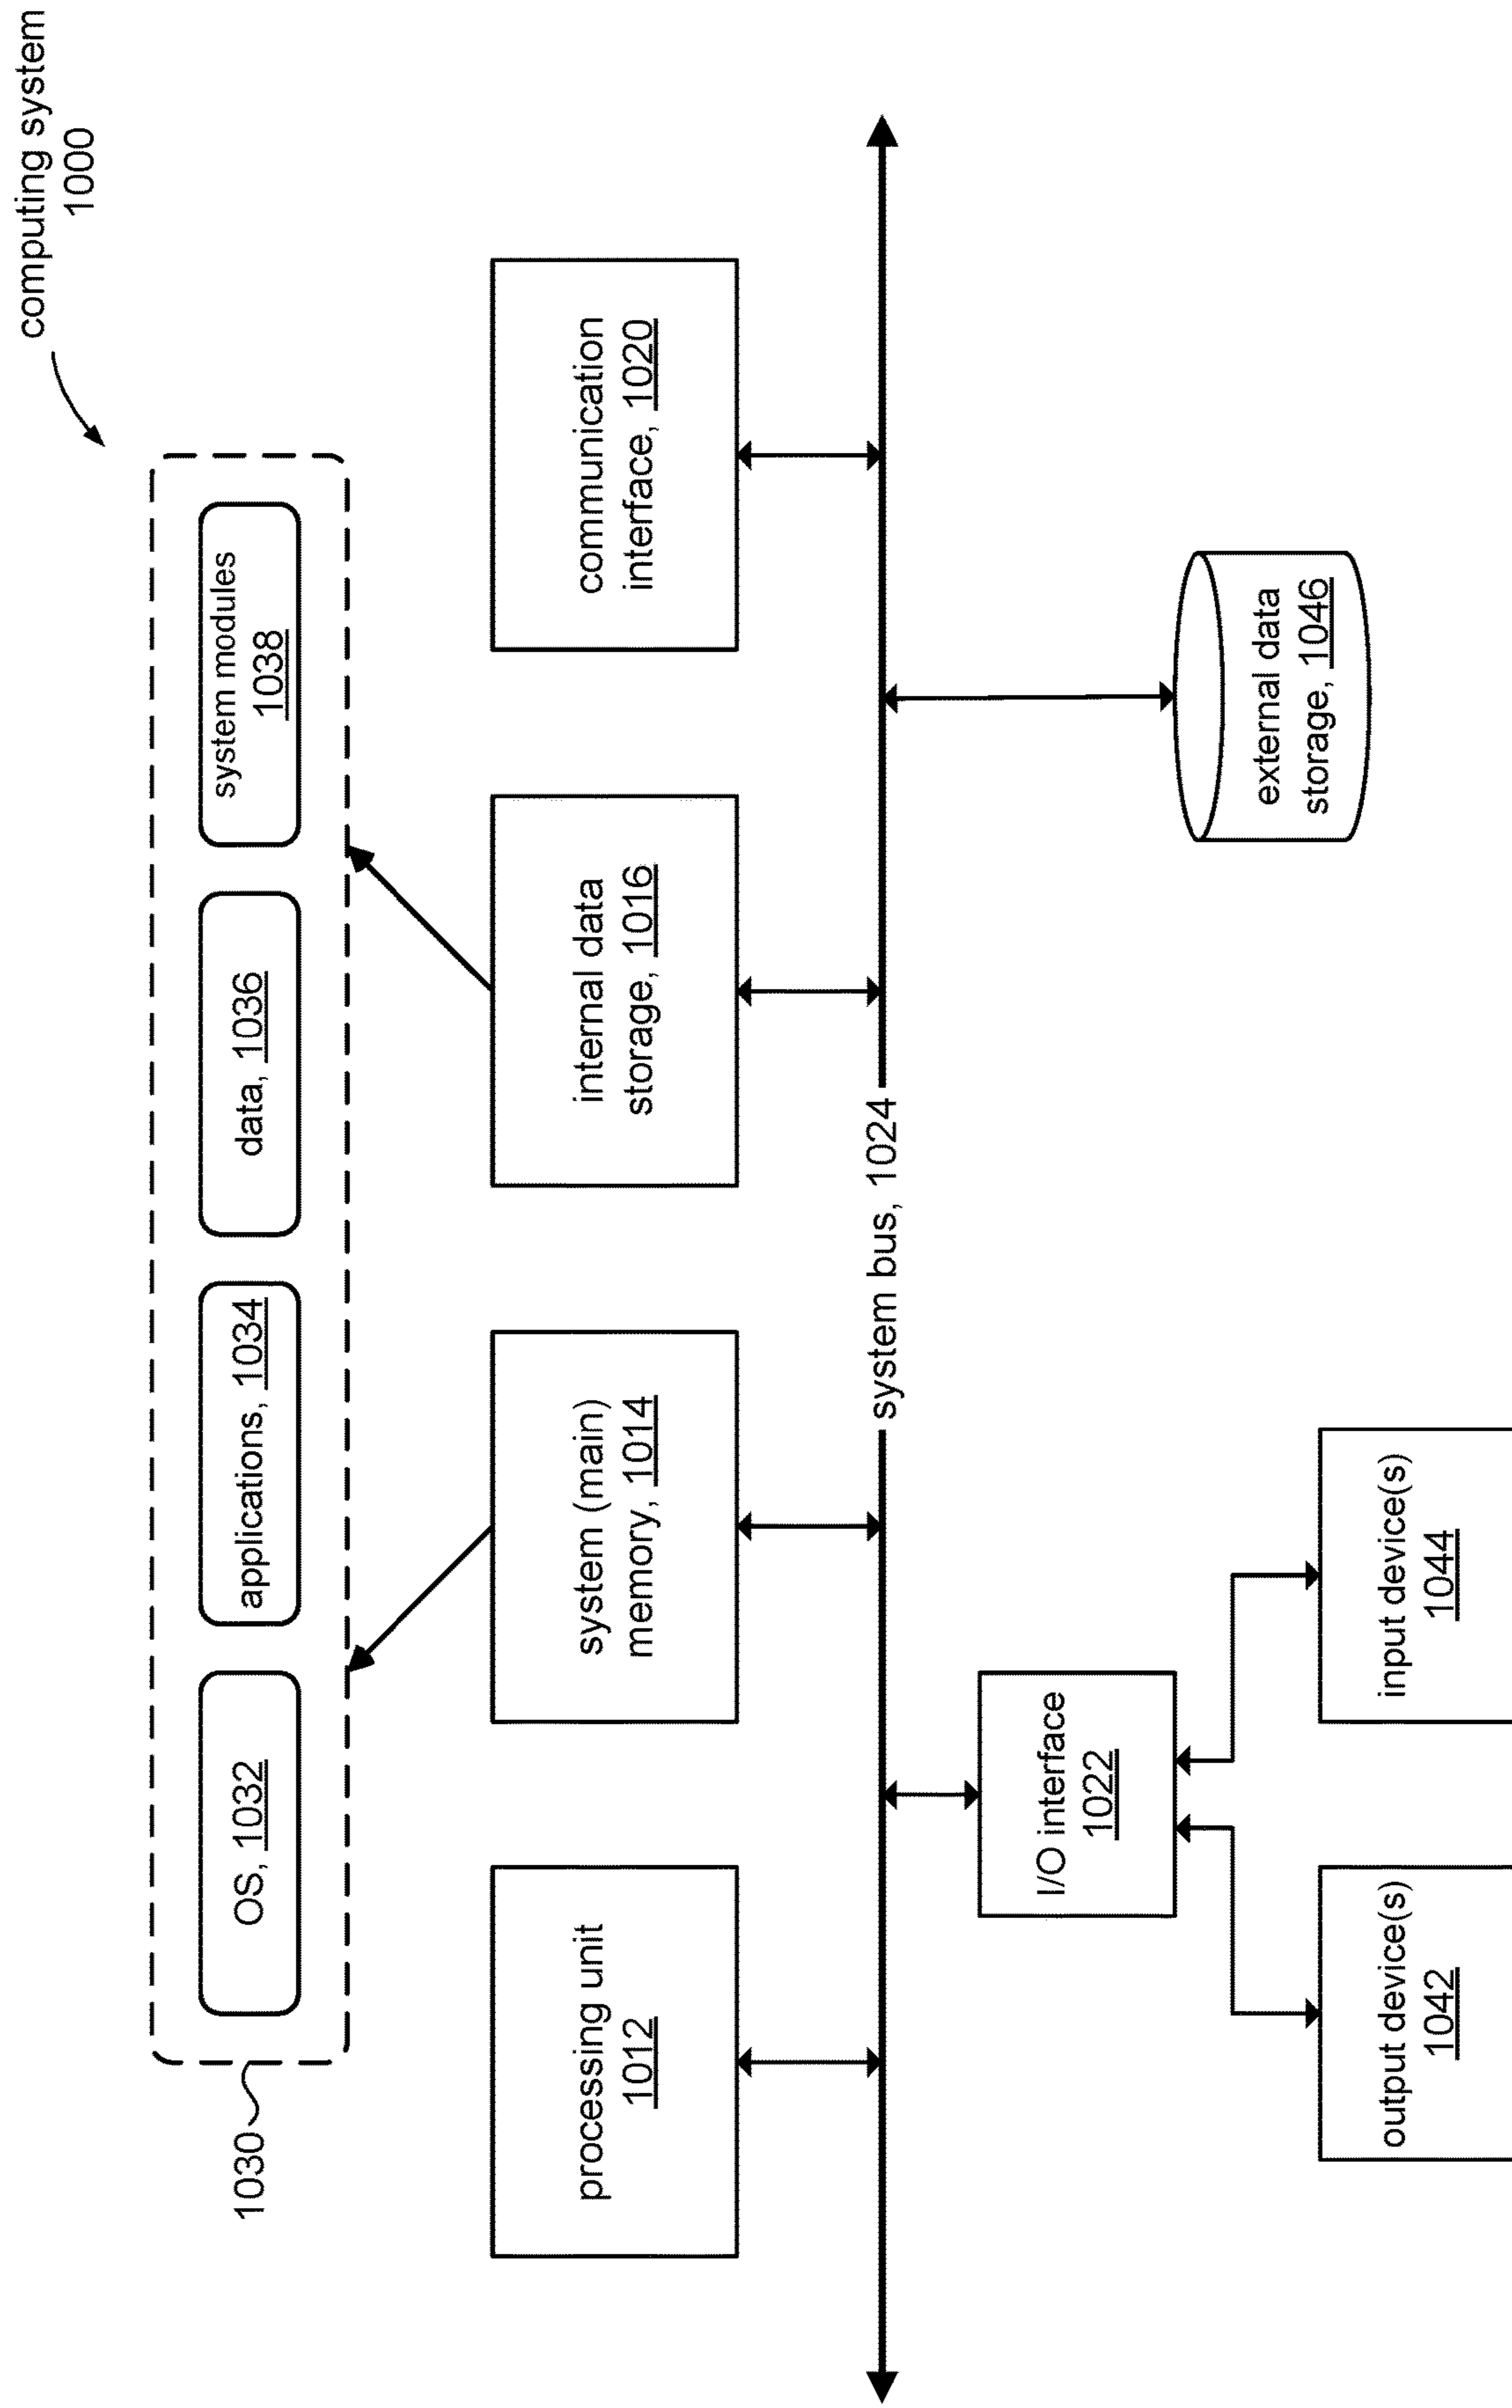 computing system
1000
1030
OS, 1032
applications, 1034
data, 1036
system modules
1038
processing unit
1012
system (main)
memory, 1014
internal data
storage, 1016
communication
interface, 1020
system bus, 1024
I/O interface
1022
external data
storage, 1046
output device(s)
1042
input device(s)
1044